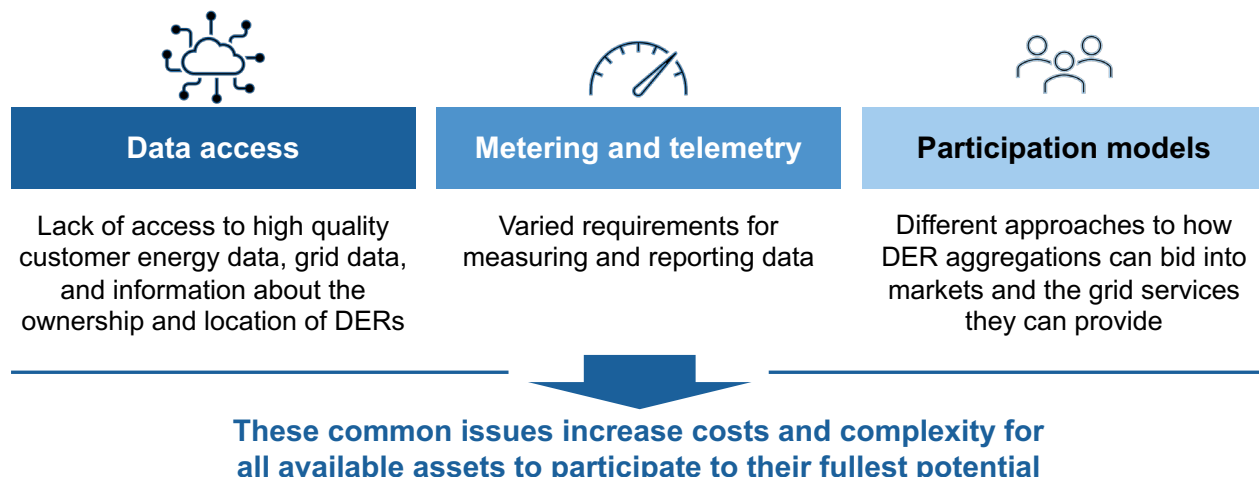 Data access
Lack of access to high quality
customer energy data, grid data,
and information about the
ownership and location of DERs
Metering and telemetry
Varied requirements for
measuring and reporting data
Participation models
Different approaches to how
DER aggregations can bid into
markets and the grid services
they can provide
These common issues increase costs and complexity for
all available assets to participate to their fullest potential